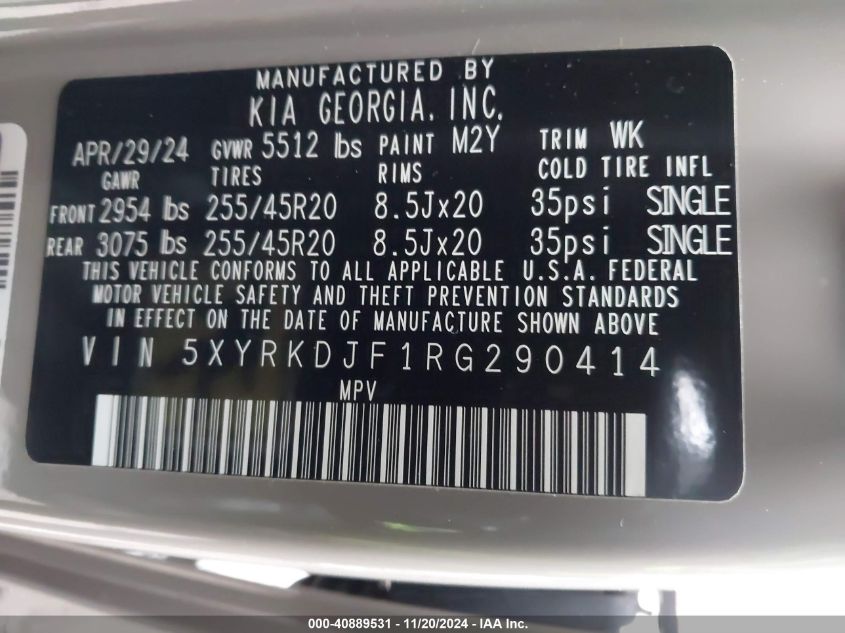 MANUFACTURED BY
KIA GEORGIA, INC.
APR/29/24 GVWR 5512 lbs PAINT M2Y TRIM WK
GAWR TIRES RIMS COLD TIRE INFL
FRONT 2954 lbs 255/45R20 8.5Jx20 35psi SINGLE
REAR 3075 lbs 255/45R20 8.5Jx20 35psi SINGLE
THIS VEHICLE CONFORMS TO ALL APPLICABLE U.S.A. FEDERAL
MOTOR VEHICLE SAFETY AND THEFT PREVENTION STANDARDS
IN EFFECT ON THE DATE OF MANUFACTURE SHOWN ABOVE
VIN 5XYRKDJF1RG290414
MPV
000-40889531 - 11/20/2024 - IAA Inc.